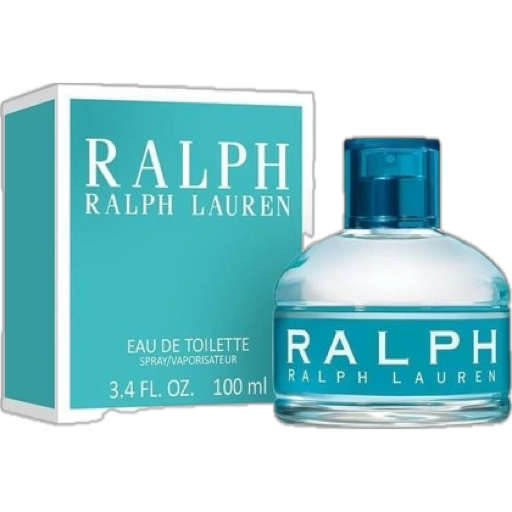 RALPH
RALPH LAUREN
EAU DE TOILETTE
SPRAY/VAPORISATEUR
3.4 FL. OZ. 100 ml
RALPH
RALPH LAUREN